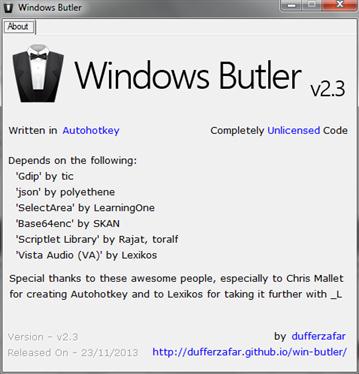 Windows Butler
About
Windows Butler v2.3
Written in Autohotkey
Completely Unlicensed Code
Depends on the following:
'Gdip' by tic
'json' by polyethene
'SelectArea' by LearningOne
'Base64enc' by SKAN
'Scriptlet Library' by Rajat, toralf
'Vista Audio (VA)' by Lexikos
Special thanks to these awesome people, especially to Chris Mallet
for creating Autohotkey and to Lexikos for taking it further with _L
Version - v2.3
by dufferzafar
Released On - 23/11/2013
http://dufferzafar.github.io/win-butler/